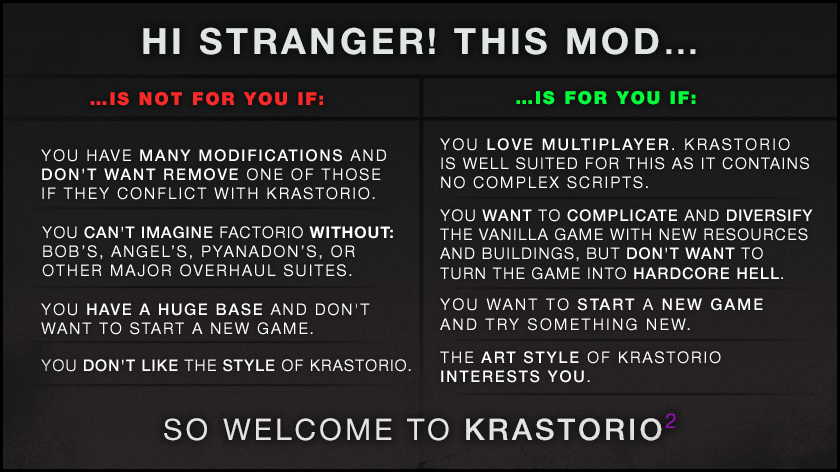 HI STRANGER! THIS MOD...
...IS NOT FOR YOU IF:
YOU HAVE MANY MODIFICATIONS AND
DON'T WANT REMOVE ONE OF THOSE
IF THEY CONFLICT WITH KRASTORIO.
YOU CAN'T IMAGINE FACTORIO WITHOUT:
BOB'S, ANGEL'S, PYANADON'S, OR
OTHER MAJOR OVERHAUL SUITES.
YOU HAVE A HUGE BASE AND DON'T
WANT TO START A NEW GAME.
YOU DON'T LIKE THE STYLE OF KRASTORIO.
...IS FOR YOU IF:
YOU LOVE MULTIPLAYER. KRASTORIO
IS WELL SUITED FOR THIS AS IT CONTAINS
NO COMPLEX SCRIPTS.
YOU WANT TO COMPLICATE AND DIVERSIFY
THE VANILLA GAME WITH NEW RESOURCES
AND BUILDINGS, BUT DON'T WANT TO
TURN THE GAME INTO HARDCORE HELL.
YOU WANT TO START A NEW GAME
AND TRY SOMETHING NEW.
THE ART STYLE OF KRASTORIO
INTERESTS YOU.
SO WELCOME TO KRASTORIO²